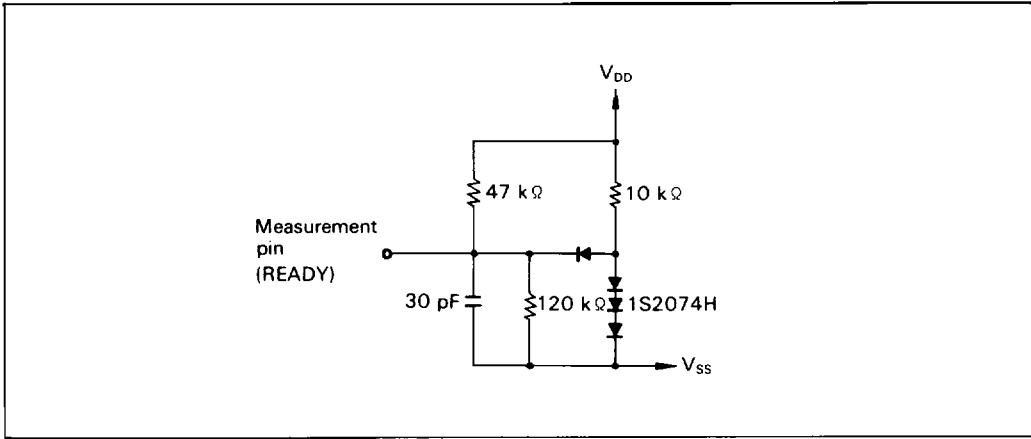 V_DD
47 kΩ
10 kΩ
Measurement
pin
(READY)
30 pF
120 kΩ
1S2074H
V_SS